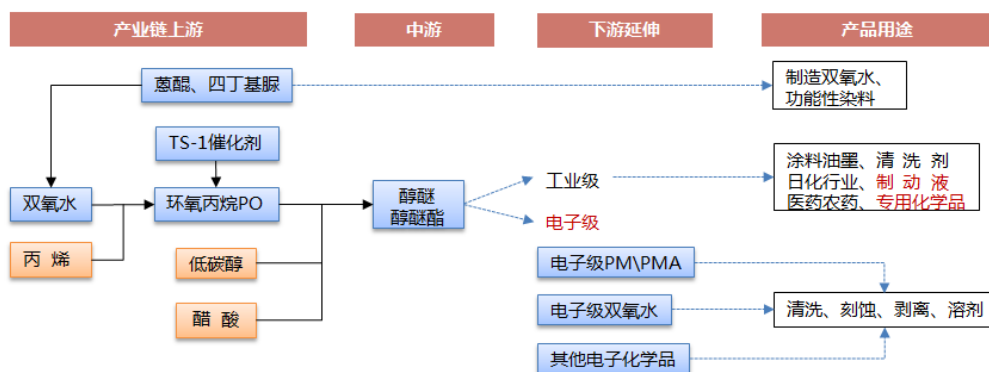 产业链上游
中游
下游延伸
产品用途
蒽醌、四丁基脲
制造双氧水、
功能性染料
TS-1催化剂
双氧水
环氧丙烷PO
丙 烯
低碳醇
醋 酸
醇醚
醇醚酯
工业级
电子级
涂料油墨、清 洗 剂
日化行业、制 动 液
医药农药、专用化学品
电子级PM\PMA
电子级双氧水
其他电子化学品
清洗、刻蚀、剥离、溶剂